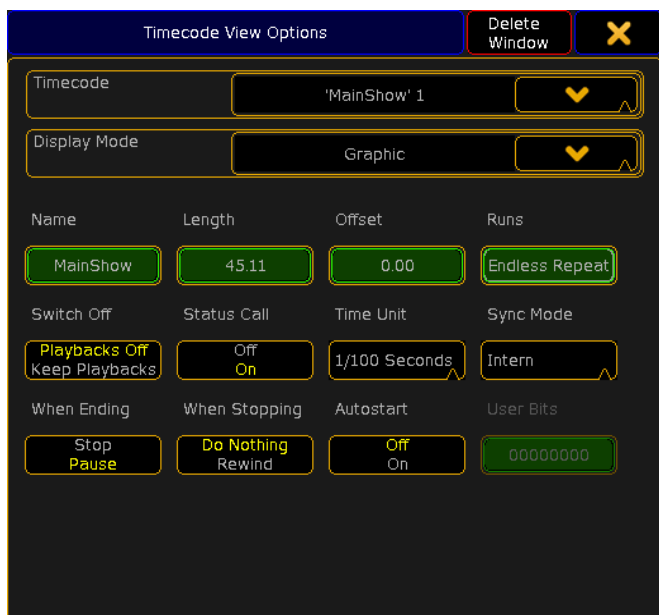 Timecode View Options
Delete
Window
Timecode
'MainShow' 1
Display Mode
Graphic
Name Length Offset Runs
MainShow 45.11 0.00 Endless Repeat
Switch Off Status Call Time Unit Sync Mode
Playbacks Off Off 1/100 Seconds Intern
Keep Playbacks On
When Ending When Stopping Autostart User Bits
Stop Do Nothing Off 00000000
Pause Rewind On